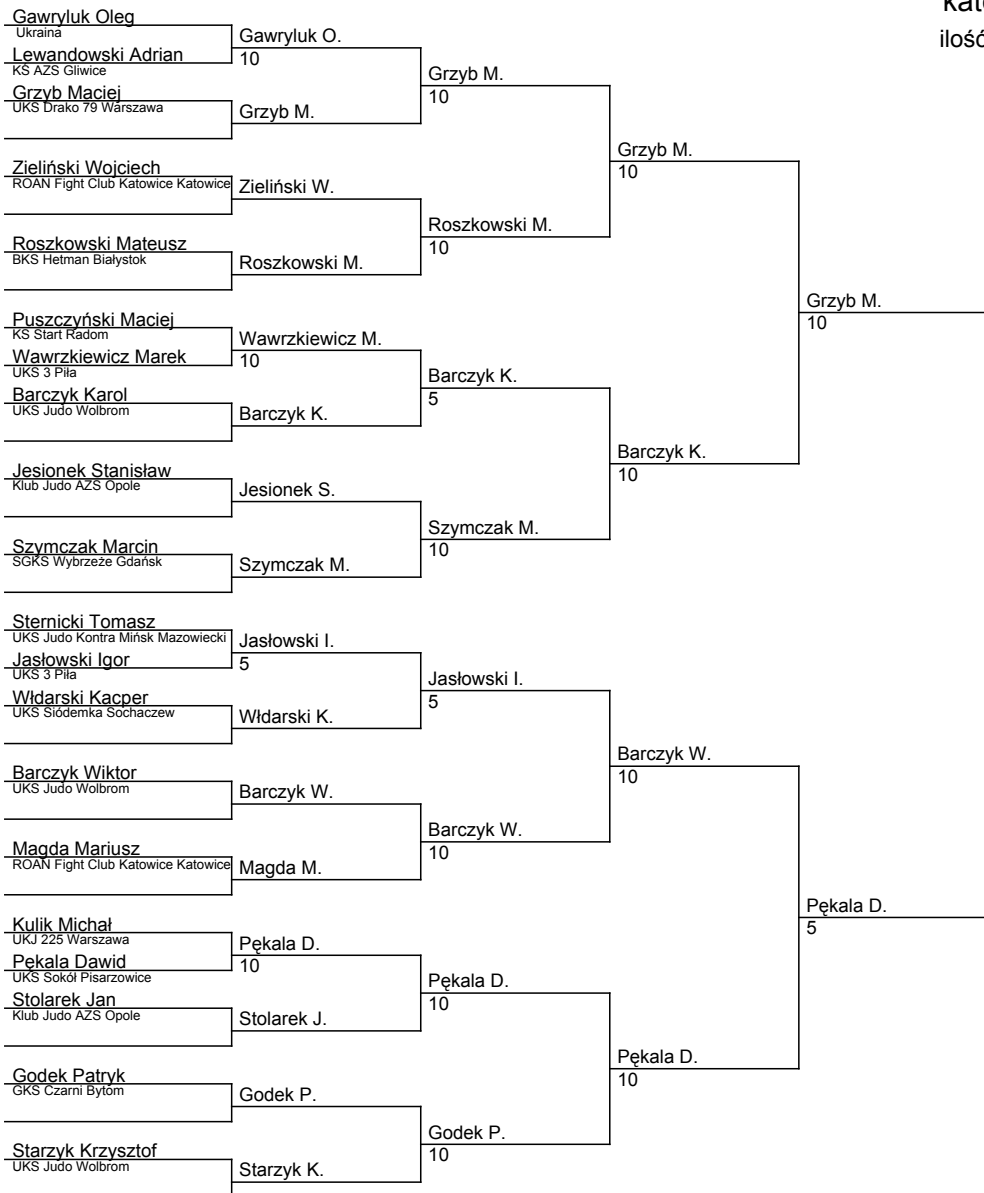 Gawryluk Oleg
Ukraina
Lewandowski Adrian
KS AZS Gliwice
Grzyb Maciej
UKS Drako 79 Warszawa
Zieliński Wojciech
ROAN Fight Club Katowice Katowice
Roszkowski Mateusz
BKS Hetman Białystok
Puszczyński Maciej
KS Start Radom
Wawrzkiewicz Marek
UKS 3 Piła
Barczyk Karol
UKS Judo Wolbrom
Jesionek Stanisław
Klub Judo AZS Opole
Szymczak Marcin
SGKS Wybrzeże Gdańsk
Sternicki Tomasz
UKS Judo Kontra Mińsk Mazowiecki
Jasłowski Igor
UKS 3 Piła
Włdarski Kacper
UKS Siódemka Sochaczew
Barczyk Wiktor
UKS Judo Wolbrom
Magda Mariusz
ROAN Fight Club Katowice Katowice
Kulik Michał
UKJ 225 Warszawa
Pękala Dawid
UKS Sokół Pisarzowice
Stolarek Jan
Klub Judo AZS Opole
Godek Patryk
GKS Czarni Bytom
Starzyk Krzysztof
UKS Judo Wolbrom
Gawryluk O.
10
Grzyb M.
Zieliński W.
Roszkowski M.
Wawrzkiewicz M.
10
Barczyk K.
Jesionek S.
Szymczak M.
Jasłowski I.
5
Włdarski K.
Barczyk W.
Magda M.
Pękala D.
10
Stolarek J.
Godek P.
Starzyk K.
Grzyb M.
10
Roszkowski M.
10
Barczyk K.
5
Szymczak M.
10
Jasłowski I.
5
Barczyk W.
10
Pękala D.
10
Godek P.
10
Grzyb M.
10
Barczyk K.
10
Barczyk W.
10
Pękala D.
10
Grzyb M.
10
Pękala D.
5